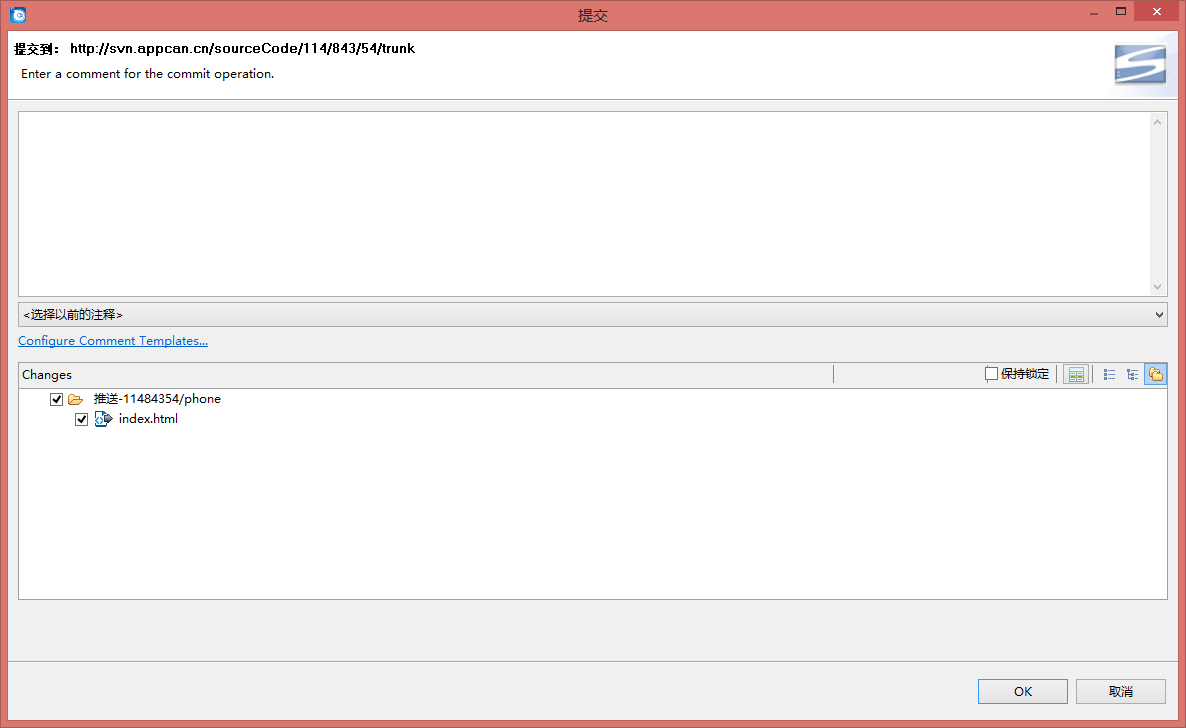 提交
提交到： http://svn.appcan.cn/sourceCode/114/843/54/trunk
Enter a comment for the commit operation.
<选择以前的注释>
Configure Comment Templates...
Changes
保持锁定
推送-11484354/phone
index.html
OK
取消